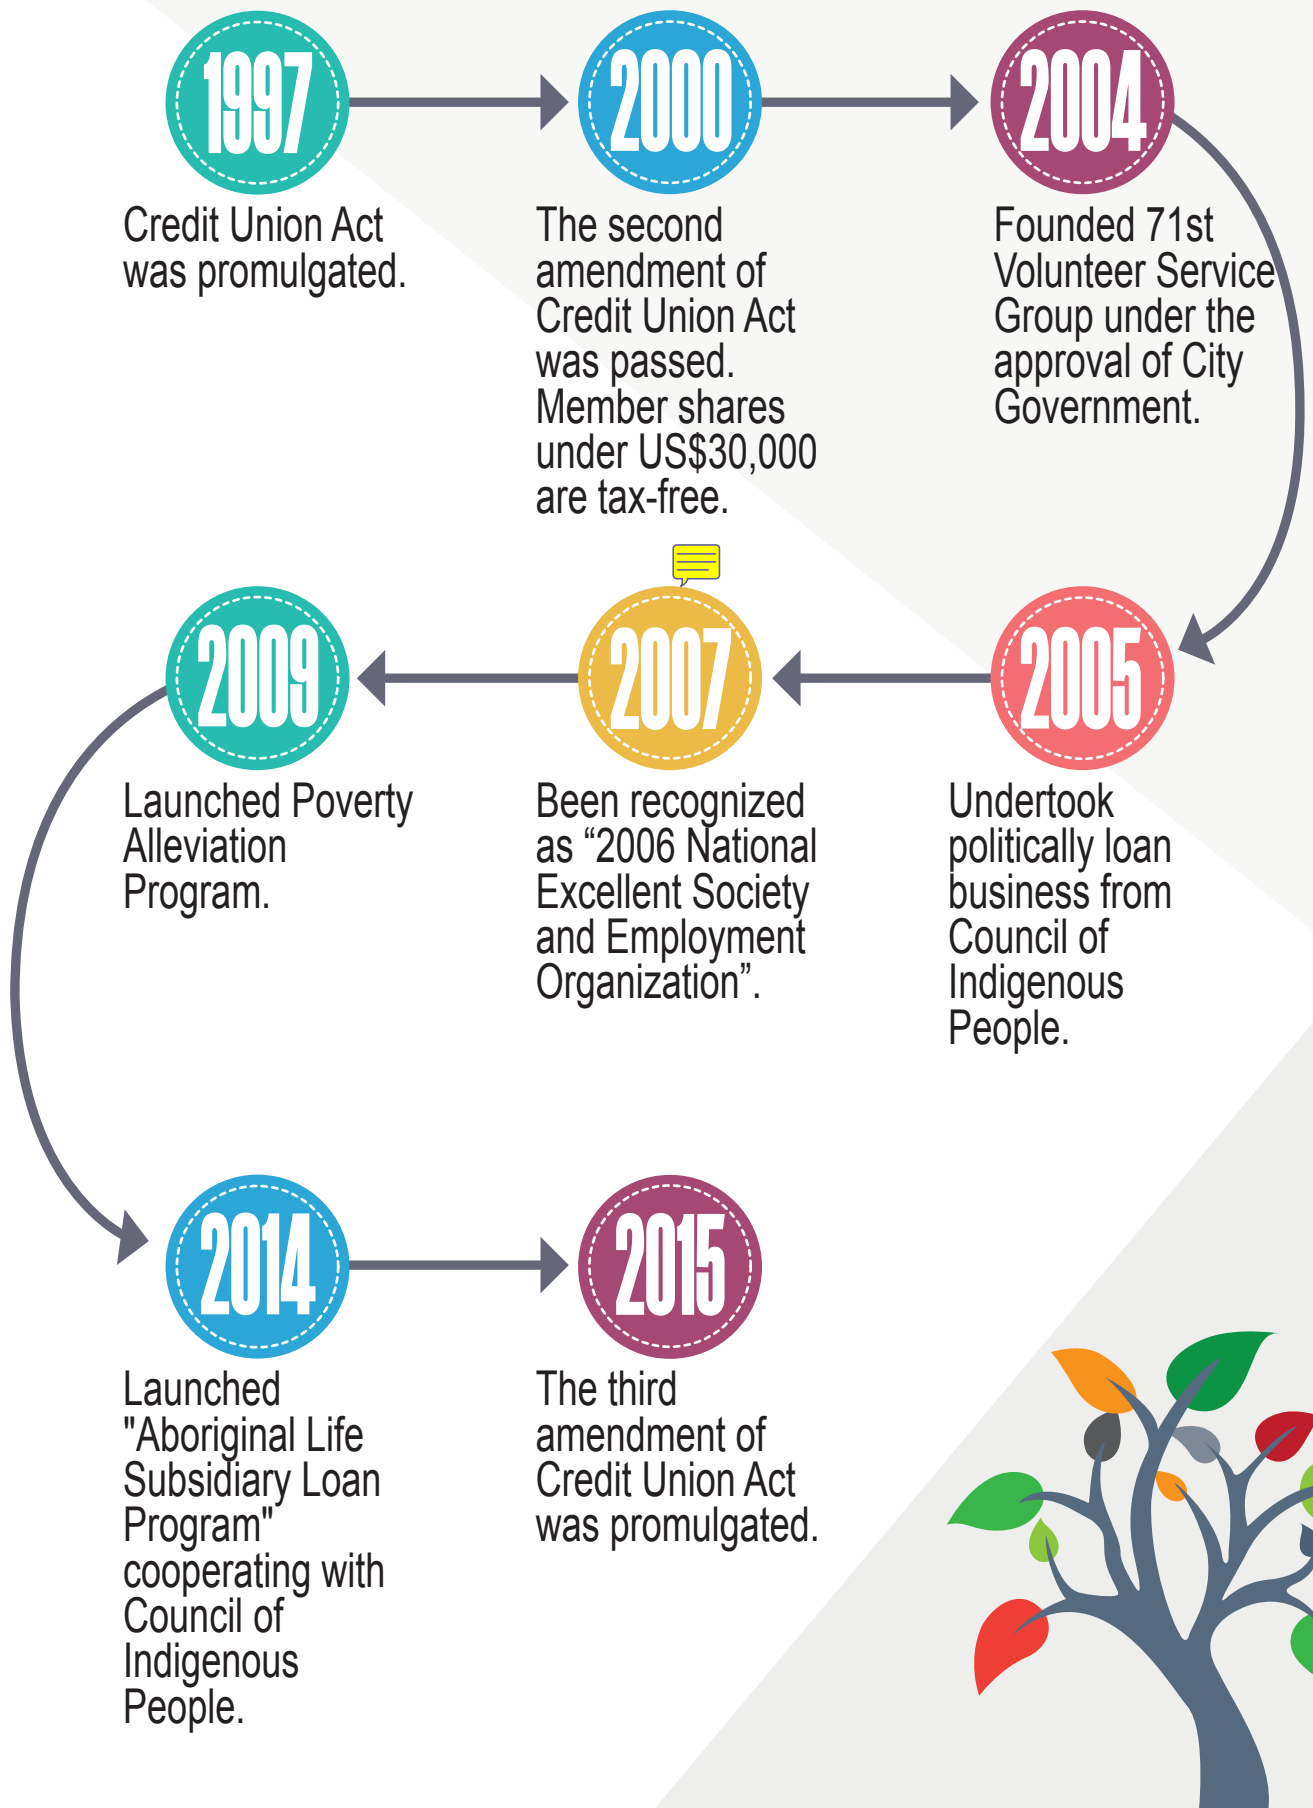 1997
Credit Union Act
was promulgated.
2000
The second
amendment of
Credit Union Act
was passed.
Member shares
under US$30,000
are tax-free.
2004
Founded 71st
Volunteer Service
Group under the
approval of City
Government.
2005
Undertook
politically loan
business from
Council of
Indigenous
People.
2007
Been recognized
as “2006 National
Excellent Society
and Employment
Organization”.
2009
Launched Poverty
Alleviation
Program.
2014
Launched
"Aboriginal Life
Subsidiary Loan
Program"
cooperating with
Council of
Indigenous
People.
2015
The third
amendment of
Credit Union Act
was promulgated.